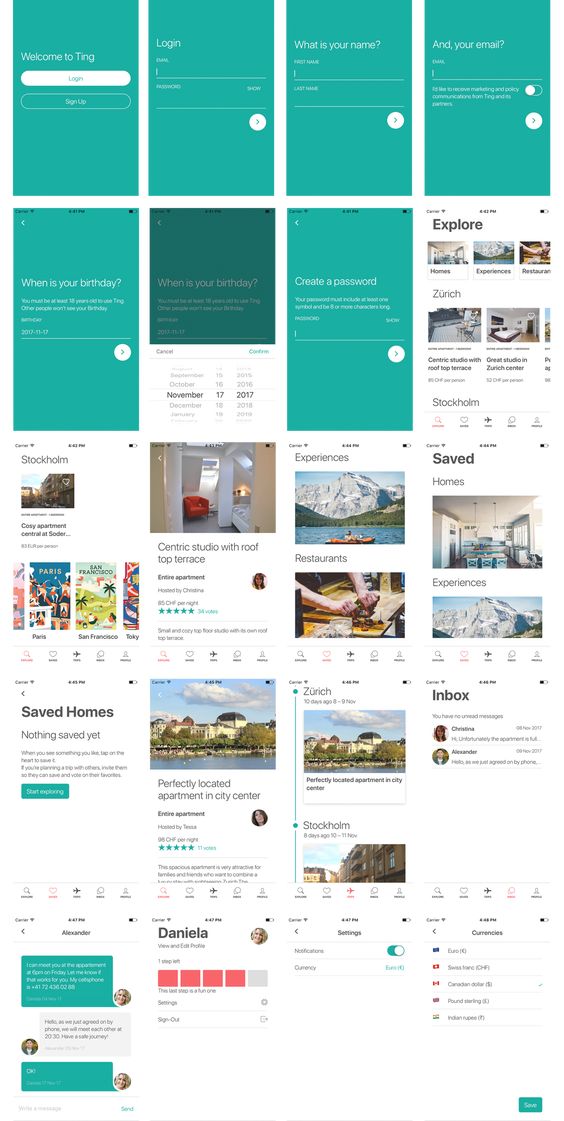 Welcome to Ting
Login
Sign Up
Login
EMAIL
PASSWORD
SHOW
What is your name?
FIRST NAME
LAST NAME
And, your email?
EMAIL
I'd like to receive marketing and policy
communications from Ting and its
partners.
Carrier
4:41 PM
When is your birthday?
You must be at least 18 years old to use Ting
Other people won't see your Birthday
BIRTHDAY
2017-11-17
Carrier
4:41 PM
When is your birthday?
You must be at least 18 years old to use Ting
Other people won't see your Birthday
BIRTHDAY
2017-11-17
Cancel
Confirm
September 15 2015
October 16 2016
November 17 2017
December 18 2018
January 19 2019
Carrier
4:41 PM
Create a password
Your password must include at least one
symbol and be 8 or more characters long.
PASSWORD
SHOW
Carrier
4:42 PM
Explore
Homes
Experiences
Restauran
Zürich
ENTIRE APARTMENT · 1 BEDROOM
Centric studio with
roof top terrace
85 CHF per person
Great studio in
Zurich center
52 CHF per person
Stockholm
EXPLORE
SAVED
TRIPS
INBOX
PROFILE
Carrier
4:43 PM
Stockholm
ENTIRE APARTMENT · 1 BEDROOM
Cosy apartment
central at Soder...
83 EUR per person
PARIS
SAN FRANCISCO
Paris
San Francisco
Toky
EXPLORE
SAVED
TRIPS
INBOX
PROFILE
Carrier
4:43 PM
Centric studio with roof
top terrace
Entire apartment
Hosted by Christina
85 CHF per night
34 votes
Small and cozy top floor studio with its own roof
top terrace.
EXPLORE
SAVED
TRIPS
INBOX
PROFILE
Carrier
4:44 PM
Experiences
Restaurants
EXPLORE
SAVED
TRIPS
INBOX
PROFILE
Carrier
4:44 PM
Saved
Homes
Experiences
EXPLORE
SAVED
TRIPS
INBOX
PROFILE
Carrier
4:45 PM
Saved Homes
Nothing saved yet
When you see something you like, tap on the
heart to save it.
If you're planning a trip with others, invite them
so they can save and vote on their favorites.
Start exploring
EXPLORE
SAVED
TRIPS
INBOX
PROFILE
Carrier
4:45 PM
Perfectly located
apartment in city center
Entire apartment
Hosted by Tessa
98 CHF per night
11 votes
This spacious apartment is very attractive for
families and friends who want to combine a
EXPLORE
SAVED
TRIPS
INBOX
PROFILE
Carrier
4:46 PM
Zürich
10 days ago 8 – 9 Nov
Perfectly located apartment in city
center
Stockholm
8 days ago 10 – 11 Nov
EXPLORE
SAVED
TRIPS
INBOX
PROFILE
Carrier
4:46 PM
Inbox
You have no unread messages
Christina
08 Nov 2017
Hi, Unfortunately the apartment is full...
Alexander
09 Nov 2017
Hello, as we just agreed on by phone,...
EXPLORE
SAVED
TRIPS
INBOX
PROFILE
Carrier
4:47 PM
Alexander
I can meet you at the appartement
at 6pm on Friday. Let me know if
that works for you. My cellsphone
is +41 72 436 02 88
Daniela 04 Nov 17
Hello, as we just agreed on by
phone, we will meet each other at
20:30. Have a safe journey!
Alexander 09 Nov 17
OK!
Daniela 17 Nov 17
Write a message
Send
Carrier
4:47 PM
Daniela
View and Edit Profile
1 step left
This last step is a fun one
Settings
Sign-Out
Carrier
4:47 PM
Settings
Notifications
Currency
Euro (€)
Carrier
4:48 PM
Currencies
Euro (€)
Swiss franc (CHF)
Canadian dollar ($)
Pound sterling (£)
Indian rupee (₹)
Save